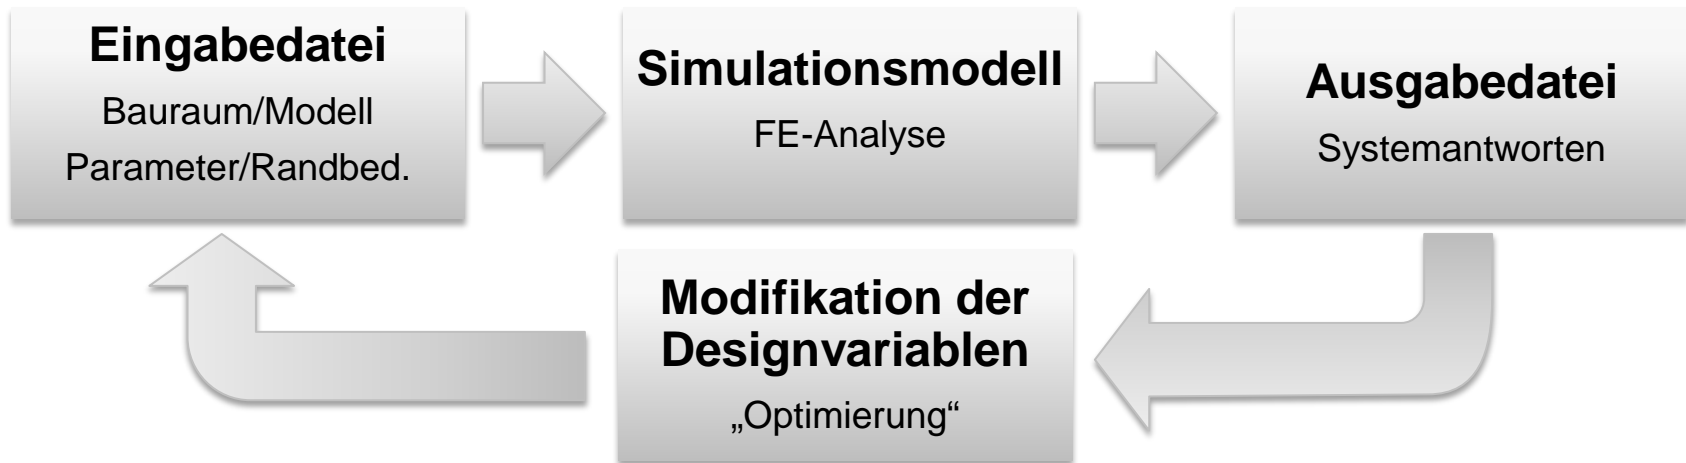 Eingabedatei
Bauraum/Modell
Parameter/Randbed.
Simulationsmodell
FE-Analyse
Ausgabedatei
Systemantworten
Modifikation der
Designvariablen
„Optimierung“